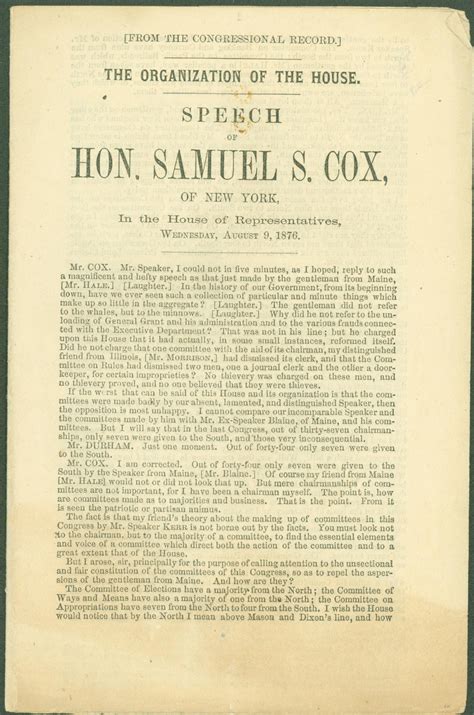 [FROM THE CONGRESSIONAL RECORD.]
THE ORGANIZATION OF THE HOUSE.
SPEECH
OF
HON. SAMUEL S. COX,
OF NEW YORK,
In the House of Representatives,
Wednesday, August 9, 1876.
Mr. COX. Mr. Speaker, I could not in five minutes, as I hoped, reply to such
a magnificent and hefty speech as that just made by the gentleman from Maine,
[Mr. HALE.] [Laughter.] In the history of our Government, from its beginning
down, have we ever seen such a collection of particular and minute things which
make up so little in the aggregate? [Laughter.] The gentleman did not refer
to the whales, but to the minnows. [Laughter.] Why did he not refer to the un-
loading of General Grant and his administration and to the various frauds connec-
ted with the Executive Department? That was not in his line; but he charged
upon this House that it had actually, in some small instances, reformed itself.
Did he not charge that one committee with the aid of its chairman, my distinguished
friend from Illinois, [Mr. MORRISON,] had dismissed its clerk, and that the Com-
mittee on Rules had dismissed two men, one a journal clerk and the other a door-
keeper, for certain improprieties? No thievery was charged on these men, and
no thievery proved, and no one believed that they were thieves.
If the worst that can be said of this House and its organization is that the com-
mittees were made badly by our absent, lamented, and distinguished Speaker, then
the opposition is most unhappy. I cannot compare our incomparable Speaker and
the committees made by him with Mr. Ex-Speaker Blaine, of Maine, and his com-
mittees. But I will say that in the last Congress, out of thirty-seven chairman-
ships, only seven were given to the South, and those very inconsequential.
Mr. DURHAM. Just one moment. Out of forty-four only seven were given to
the South.
Mr. COX. I am corrected. Out of forty-four only seven were given to the
South by the Speaker from Maine, [Mr. Blaine.] Of course my friend from Maine
[Mr. HALE] would not or did not look that up. But mere chairmanships of com-
mittees are not important, for I have been a chairman myself. The point is, how
are committees made as to majorities and business. That is the point. From it
is seen the patriotic or partisan animus.
The fact is that my friend's theory about the making up of committees in this
Congress by Mr. Speaker KERR is not borne out by the facts. You must look not
to the chairman, but to the majority of a committee, to find the essential elements
and voice of a committee which direct both the action of the committee and to a
great extent that of the House.
But I arose, sir, principally for the purpose of calling attention to the unsectional
and fair constitution of the committees of this Congress, so as to repel the asper-
sions of the gentleman from Maine. And how are they?
The Committee of Elections have a majority from the North; the Committee of
Ways and Means have also a majority of one from the North; the Committee on
Appropriations have seven from the North to four from the South. I wish the House
would notice that by the North I mean above Mason and Dixon's line, and how